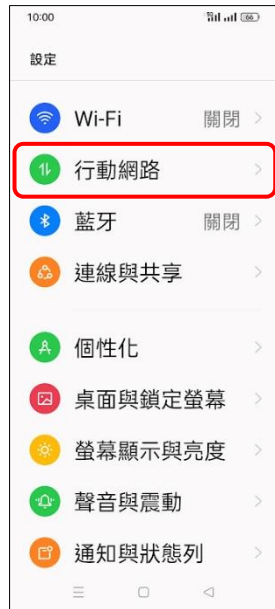 10:00
66
設定
Wi-Fi 關閉
行動網路
藍牙 關閉
連線與共享
個性化
桌面與鎖定螢幕
螢幕顯示與亮度
聲音與震動
通知與狀態列